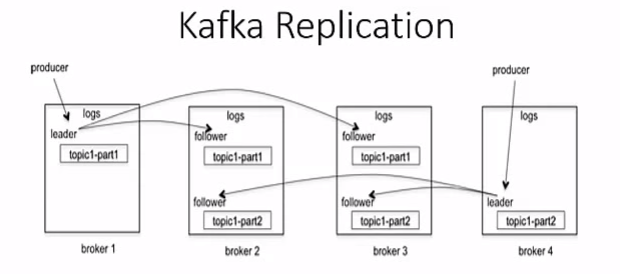 Kafka Replication
producer
logs
leader
topic1-part1
broker 1
logs
follower
topic1-part1
follower
topic1-part2
broker 2
logs
follower
topic1-part1
follower
topic1-part2
broker 3
producer
logs
leader
topic1-part2
broker 4